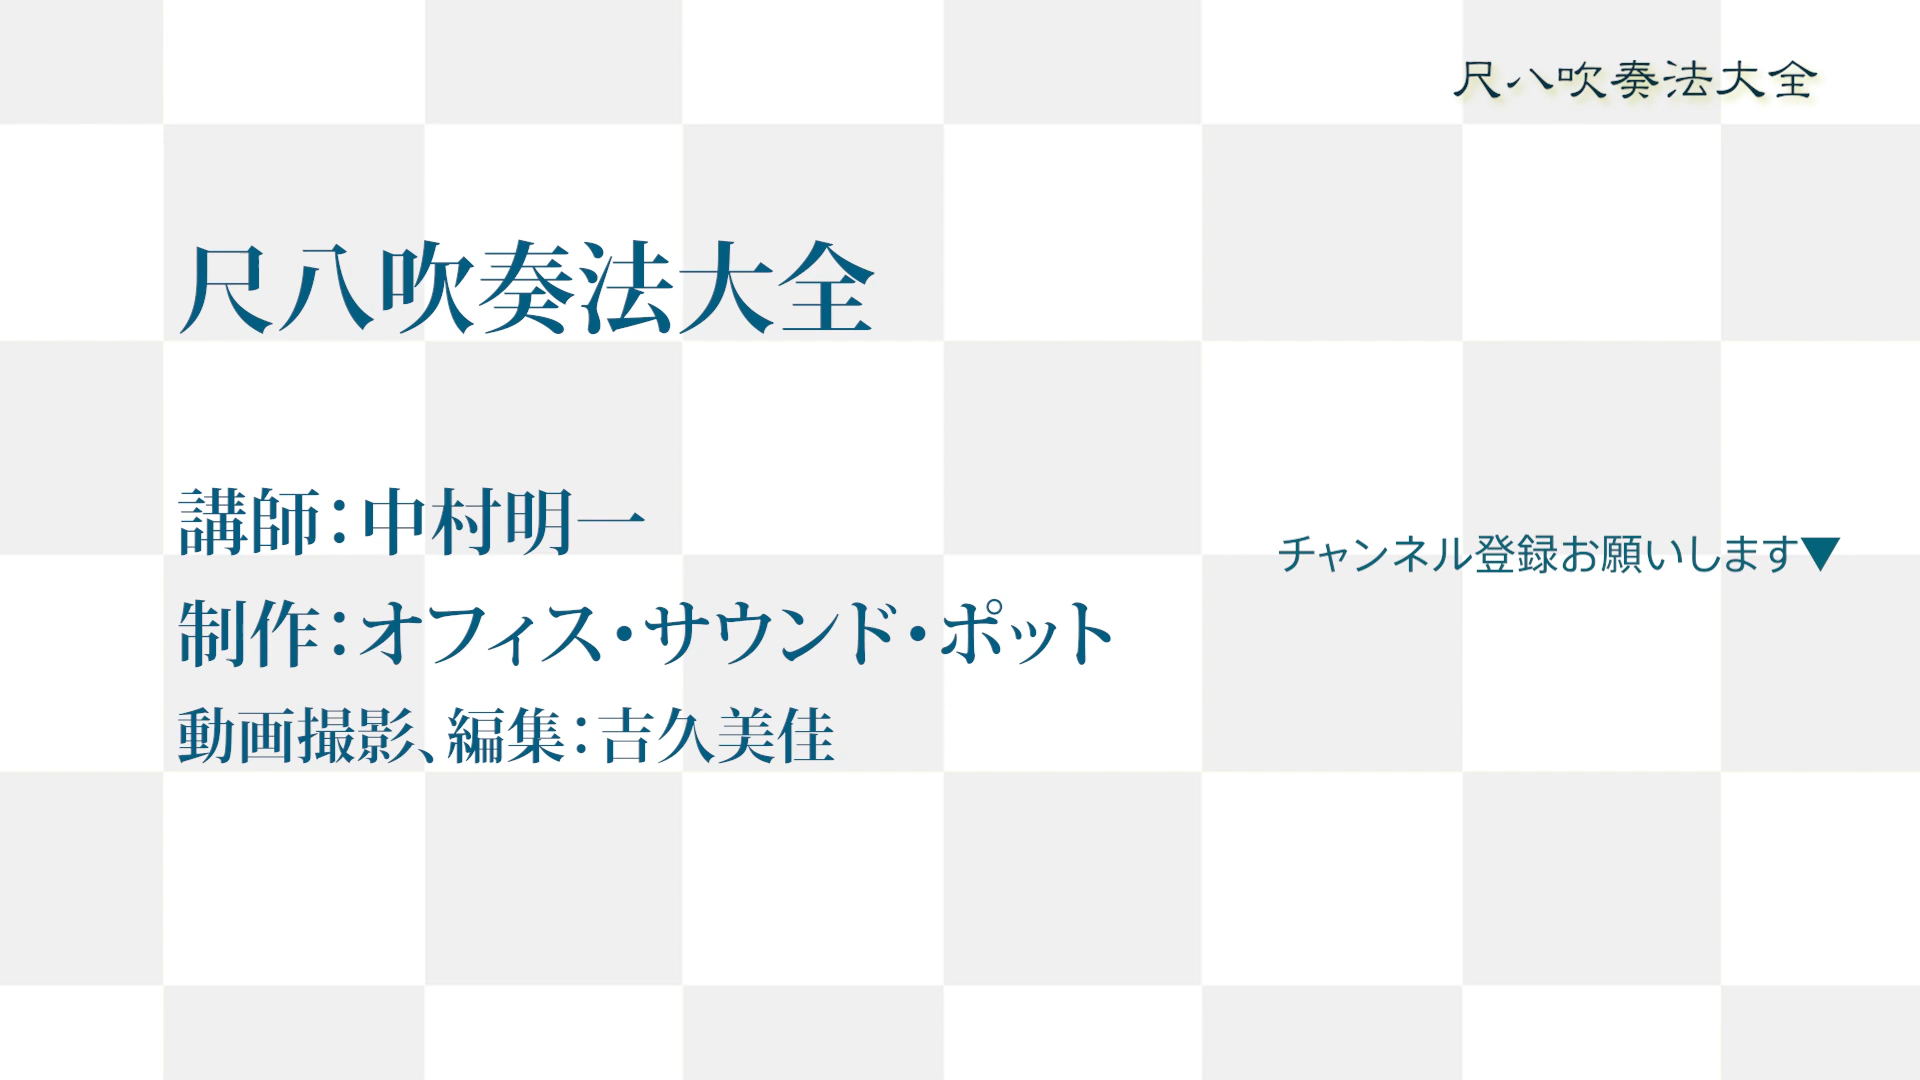 尺八吹奏法大全
尺八吹奏法大全
講師：中村明一
チャンネル登録お願いします▼
制作：オフィス・サウンド・ポット
動画撮影、編集：吉久美佳